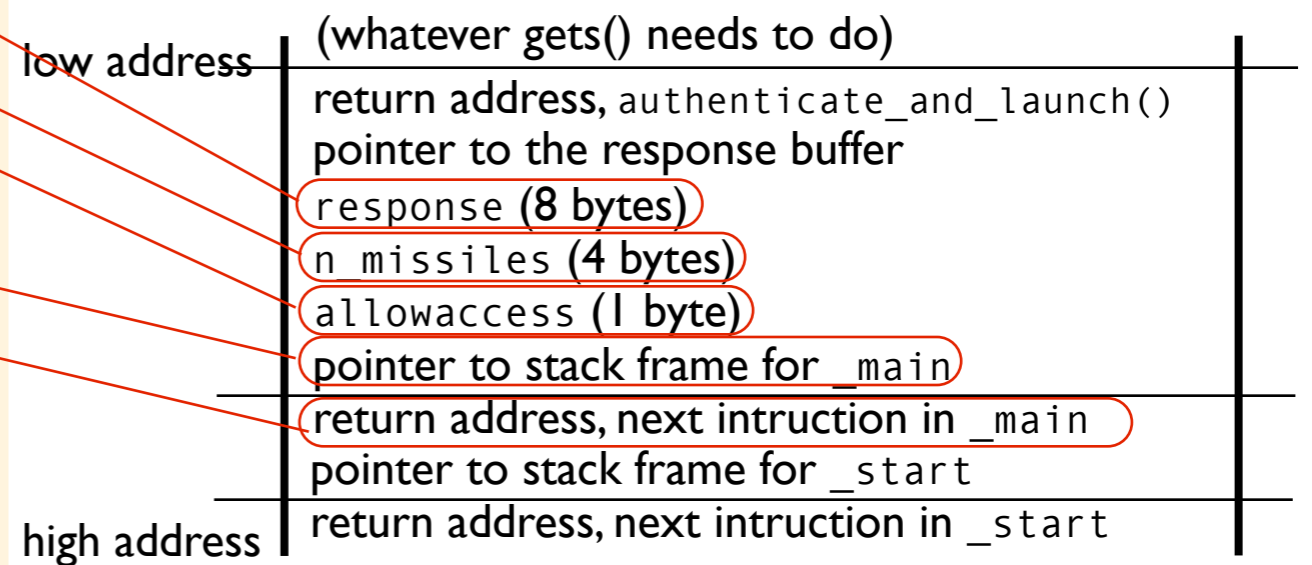 (whatever gets() needs to do)
low address
return address, authenticate_and_launch()
pointer to the response buffer
response (8 bytes)
n_missiles (4 bytes)
allowaccess (1 byte)
pointer to stack frame for _main
return address, next intruction in _main
pointer to stack frame for _start
return address, next intruction in _start
high address